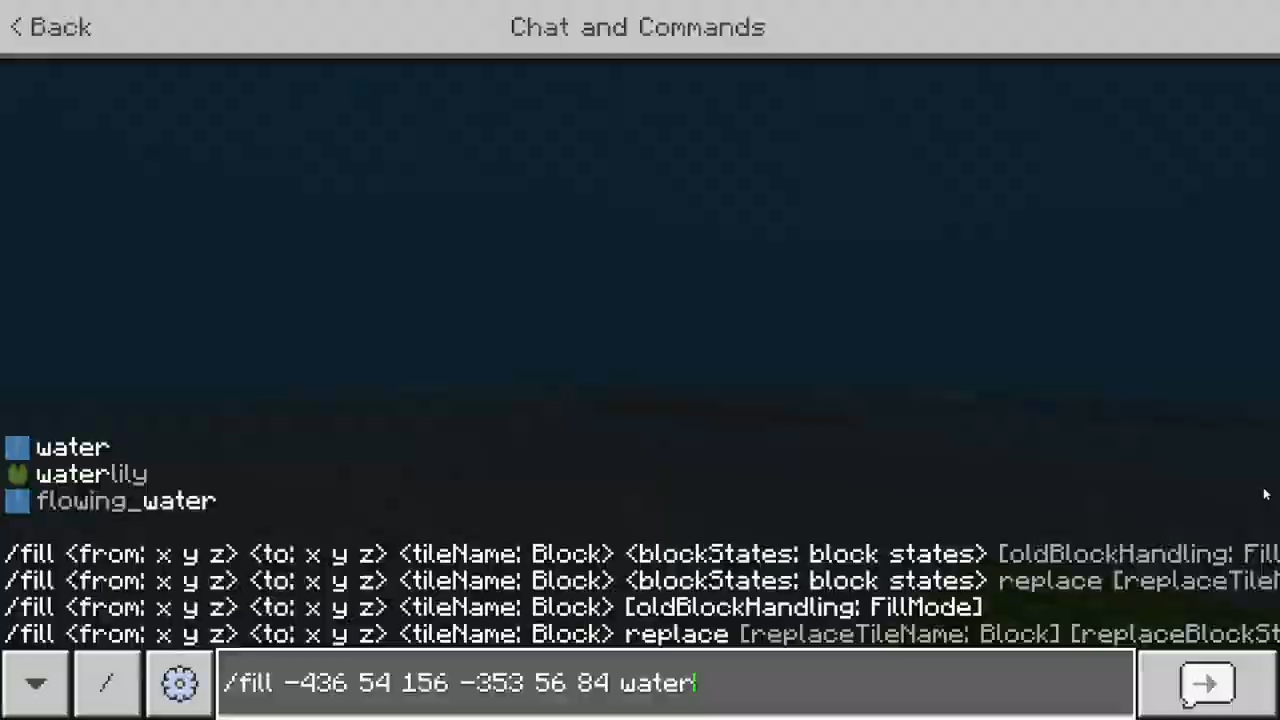 < Back
Chat and Commands
water
waterlily
flowing_water
/fill <from: x y z> <to: x y z> <tileName: Block> <blockStates: block states> [oldBlockHandling: Fill
/fill <from: x y z> <to: x y z> <tileName: Block> <blockStates: block states> replace [replaceTile
/fill <from: x y z> <to: x y z> <tileName: Block> [oldBlockHandling: FillMode]
/fill <from: x y z> <to: x y z> <tileName: Block> replace [replaceTileName: Block] [replaceBlockSt
/
/fill -436 54 156 -353 56 84 water